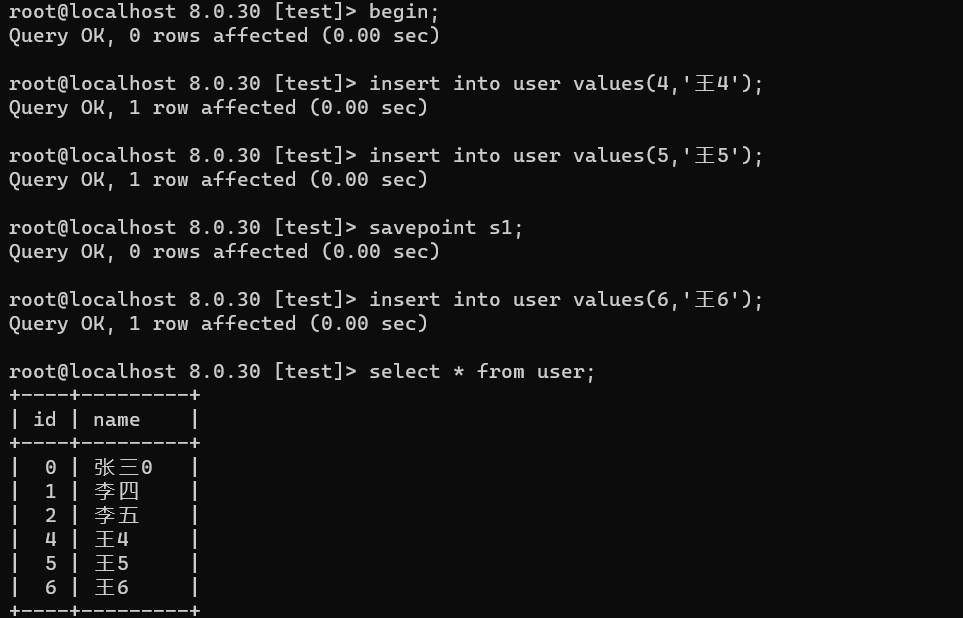 root@localhost 8.0.30 [test]> begin;
Query OK, 0 rows affected (0.00 sec)
root@localhost 8.0.30 [test]> insert into user values(4,'王4');
Query OK, 1 row affected (0.00 sec)
root@localhost 8.0.30 [test]> insert into user values(5,'王5');
Query OK, 1 row affected (0.00 sec)
root@localhost 8.0.30 [test]> savepoint s1;
Query OK, 0 rows affected (0.00 sec)
root@localhost 8.0.30 [test]> insert into user values(6,'王6');
Query OK, 1 row affected (0.00 sec)
root@localhost 8.0.30 [test]> select * from user;
+----+---------+
| id | name    |
+----+---------+
|  0 | 张三0   |
|  1 | 李四    |
|  2 | 李五    |
|  4 | 王4     |
|  5 | 王5     |
|  6 | 王6     |
+----+---------+